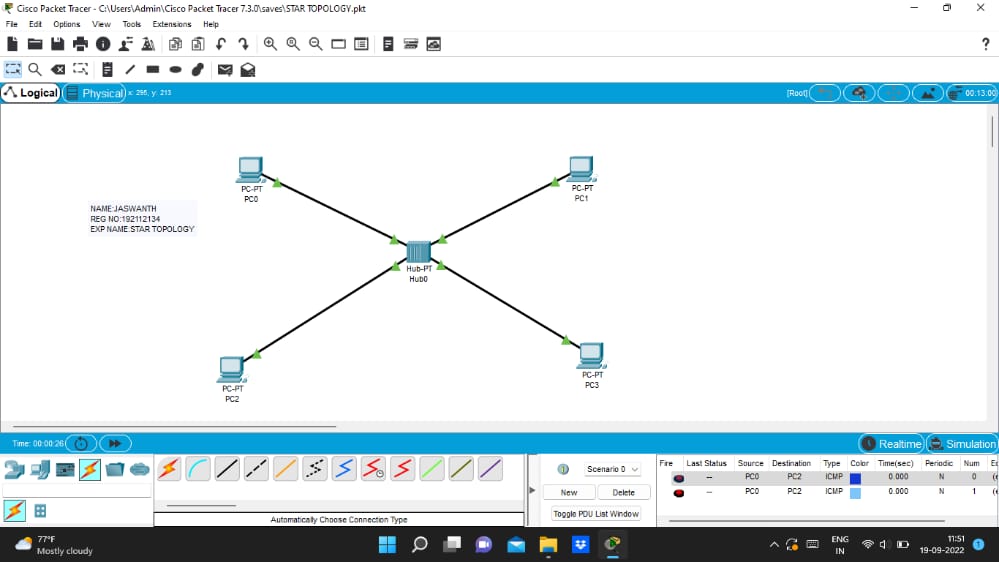 Cisco Packet Tracer - C:\Users\Admin\Cisco Packet Tracer 7.3.0\saves\STAR TOPOLOGY.pkt
File Edit Options View Tools Extensions Help
?
Logical Physical x: 295, y: 213 [Root] 00:13:00
PC-PT
PC0
PC-PT
PC1
NAME:JASWANTH
REG NO:192112134
EXP NAME:STAR TOPOLOGY
Hub-PT
Hub0
PC-PT
PC2
PC-PT
PC3
Time: 00:00:26 Realtime Simulation
Scenario 0
New Delete
Toggle PDU List Window
Fire Last Status Source Destination Type Color Time(sec) Periodic Num
-- PC0 PC2 ICMP 0.000 N 0
-- PC0 PC2 ICMP 0.000 N 1
Automatically Choose Connection Type
77°F
Mostly cloudy
ENG
IN
11:51
19-09-2022
1